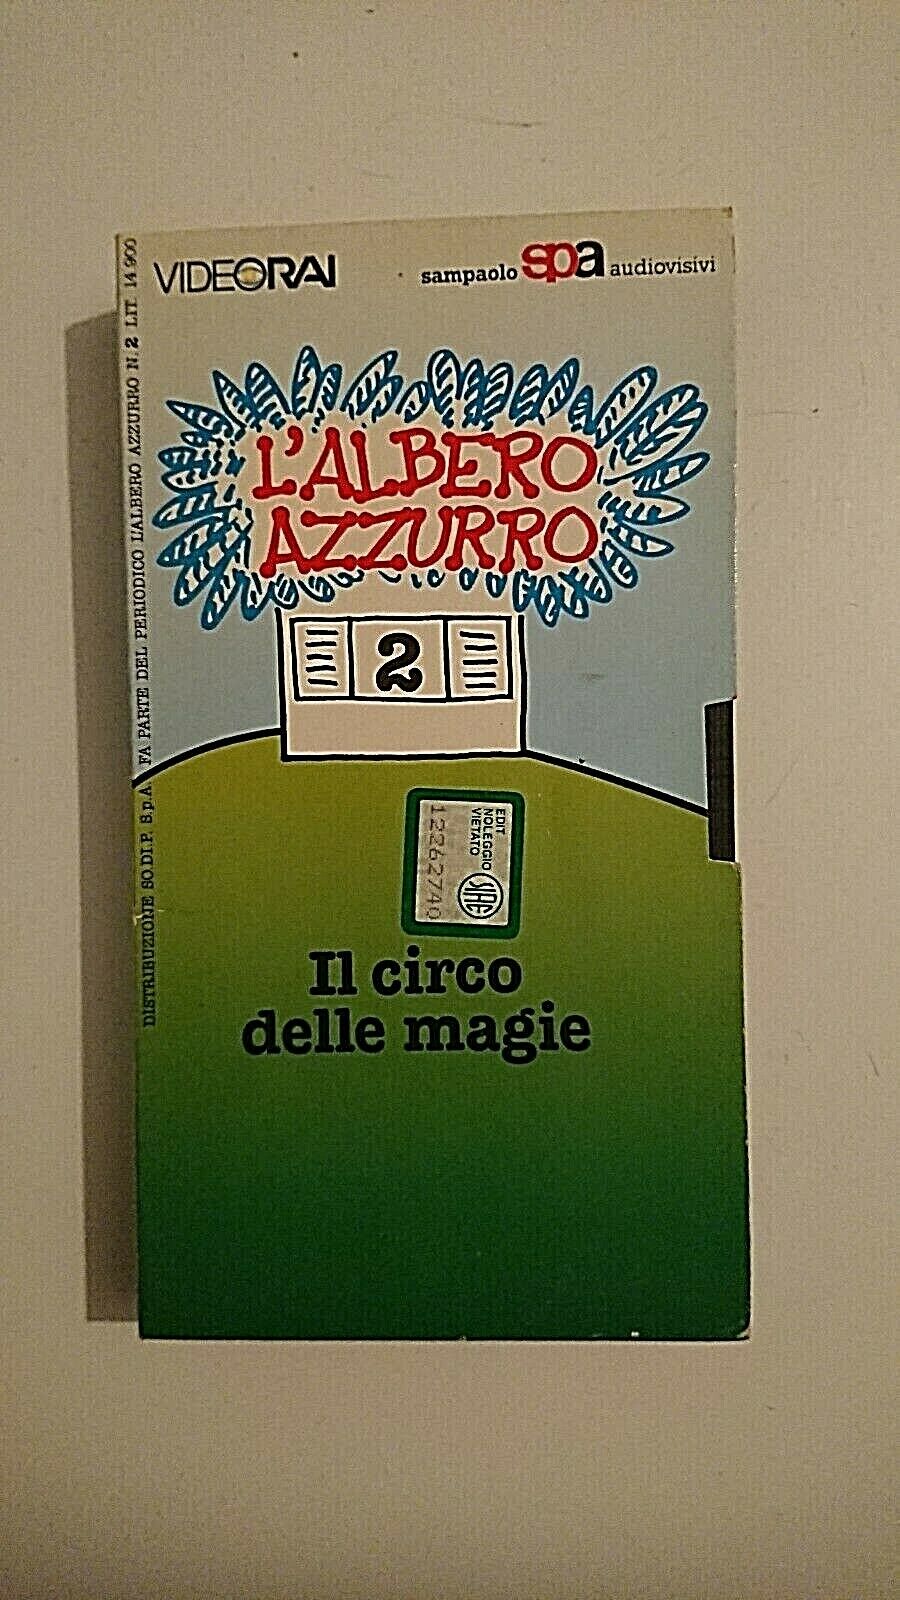 VIDEORAI
sampaolo spa audiovisivi
L'ALBERO
AZZURRO
2
EDIT
NOLEGGIO
VIETATO
12262740
SIAE
Il circo
delle magie
DISTRIBUZIONE SO.DI.P. S.p.A. FA PARTE DEL PERIODICO L'ALBERO AZZURRO N. 2 LIT. 14.900